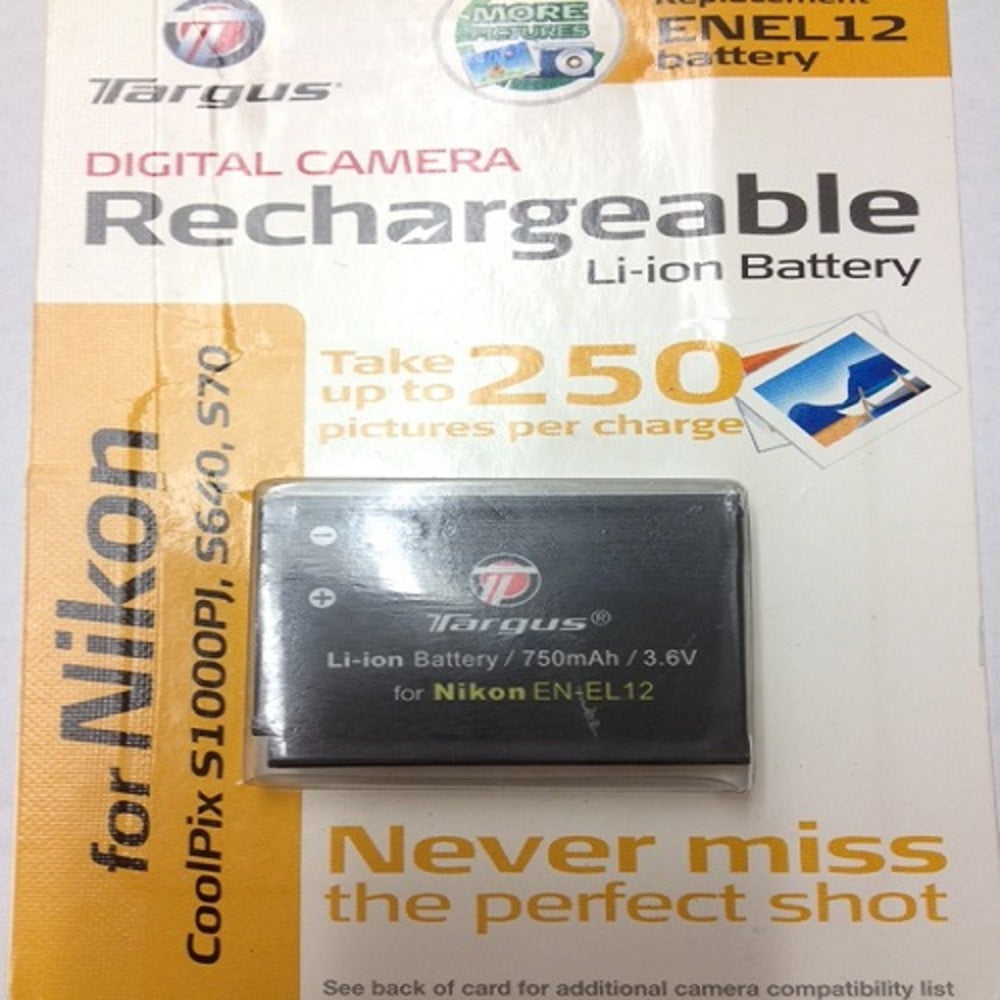 Targus
MORE
PICTURES
Replacement
ENEL12
battery
DIGITAL CAMERA
Rechargeable
Li-ion Battery
Take
up to 250
pictures per charge
for Nikon
CoolPix S1000PJ, S640, S70
Targus®
Li-ion Battery / 750mAh / 3.6V
for Nikon EN-EL12
Never miss
the perfect shot
See back of card for additional camera compatibility list